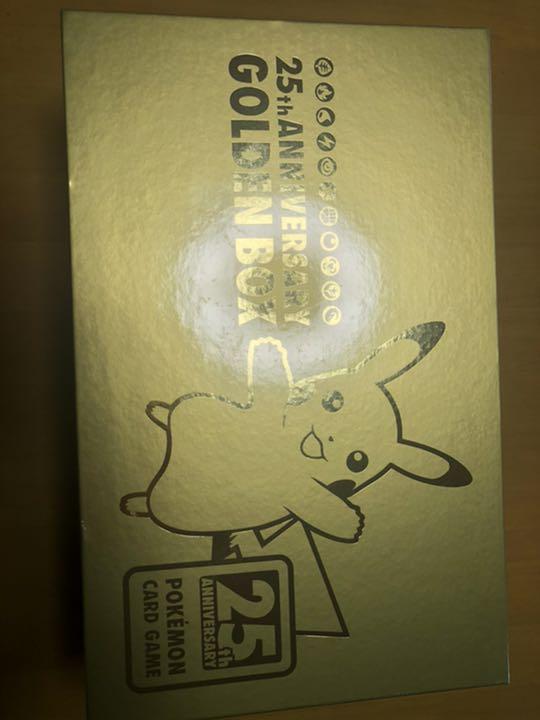 25th ANNIVERSARY
GOLDEN BOX
25th
ANNIVERSARY
POKÉMON
CARD GAME